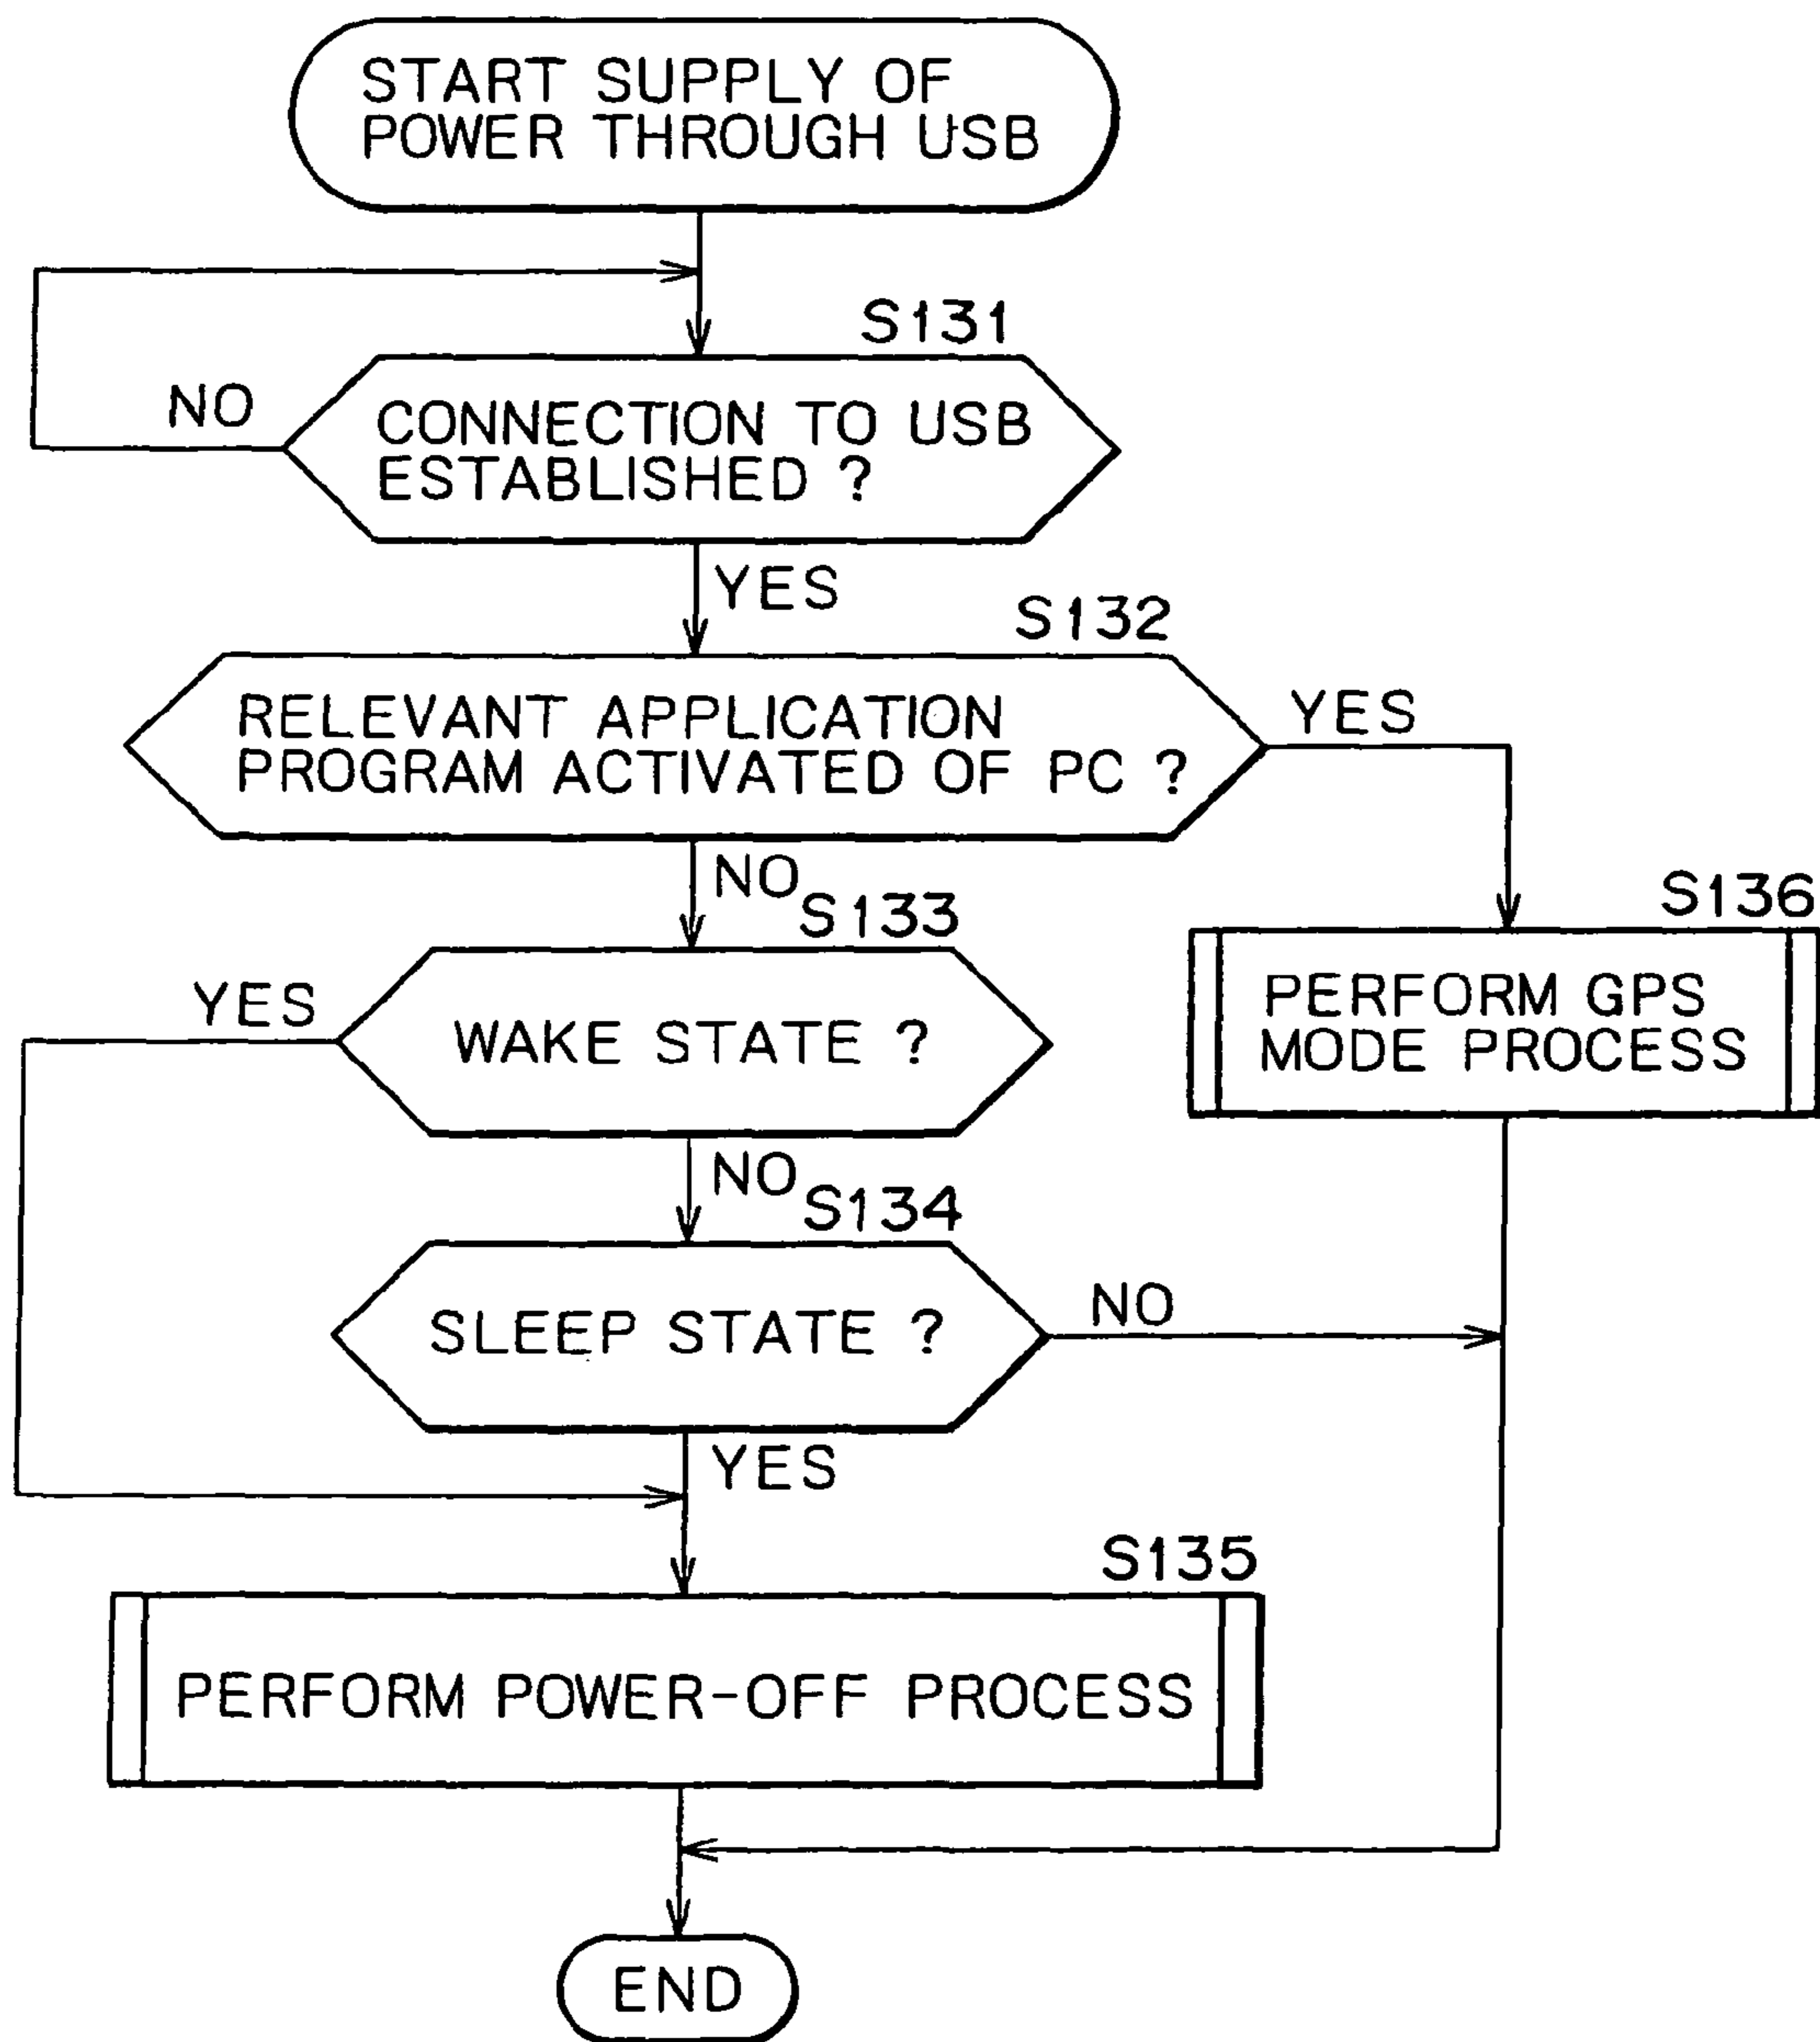 START SUPPLY OF
POWER THROUGH USB
S131
NO
CONNECTION TO USB
ESTABLISHED ?
YES
S132
RELEVANT APPLICATION
PROGRAM ACTIVATED OF PC ?
YES
NO
S133
S136
YES
WAKE STATE ?
PERFORM GPS
MODE PROCESS
NO
S134
SLEEP STATE ?
NO
YES
S135
PERFORM POWER-OFF PROCESS
END